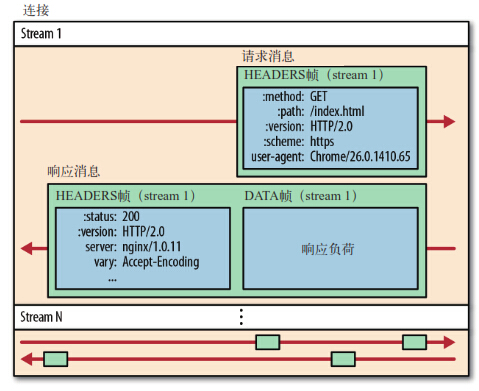 连接
Stream 1
请求消息
HEADERS帧（stream 1）
:method: GET
:path: /index.html
:version: HTTP/2.0
:scheme: https
user-agent: Chrome/26.0.1410.65
响应消息
HEADERS帧（stream 1）
:status: 200
:version: HTTP/2.0
server: nginx/1.0.11
vary: Accept-Encoding
...
DATA帧（stream 1）
响应负荷
Stream N